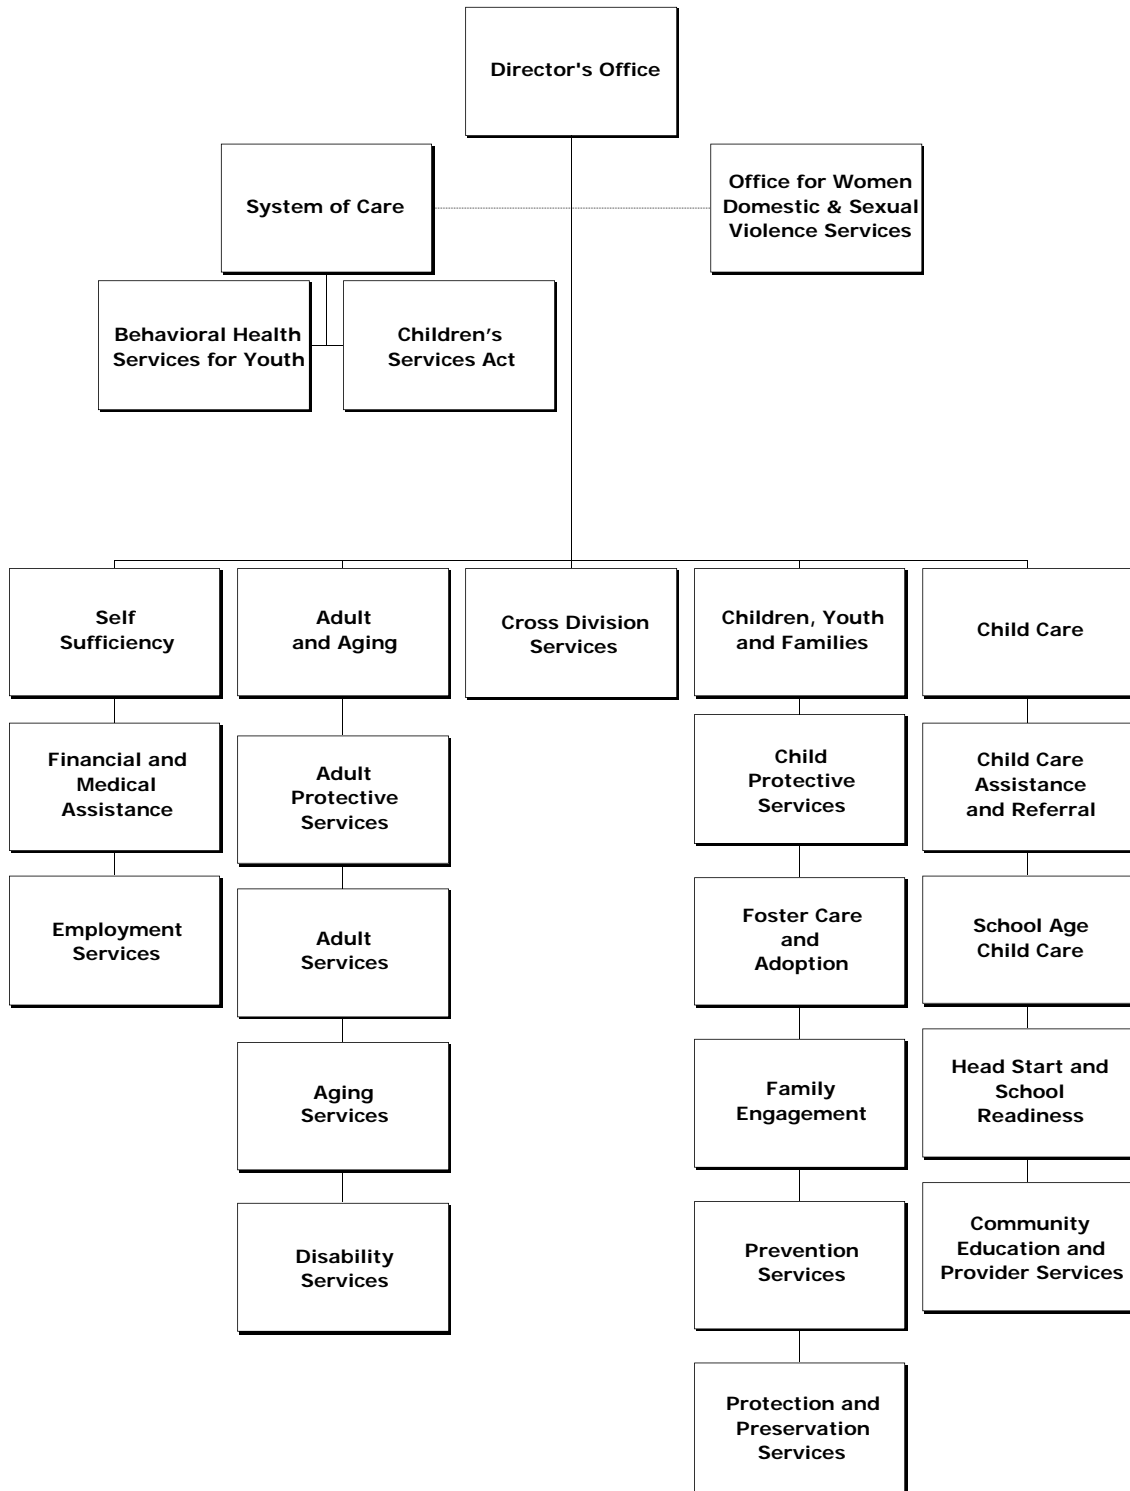 Director's Office
System of Care
Office for Women
Domestic & Sexual
Violence Services
Behavioral Health
Services for Youth
Children's
Services Act
Self
Sufficiency
Adult
and Aging
Cross Division
Services
Children, Youth
and Families
Child Care
Financial and
Medical
Assistance
Adult
Protective
Services
Child
Protective
Services
Child Care
Assistance
and Referral
Employment
Services
Adult
Services
Foster Care
and
Adoption
School Age
Child Care
Aging
Services
Family
Engagement
Head Start and
School
Readiness
Disability
Services
Prevention
Services
Community
Education and
Provider Services
Protection and
Preservation
Services